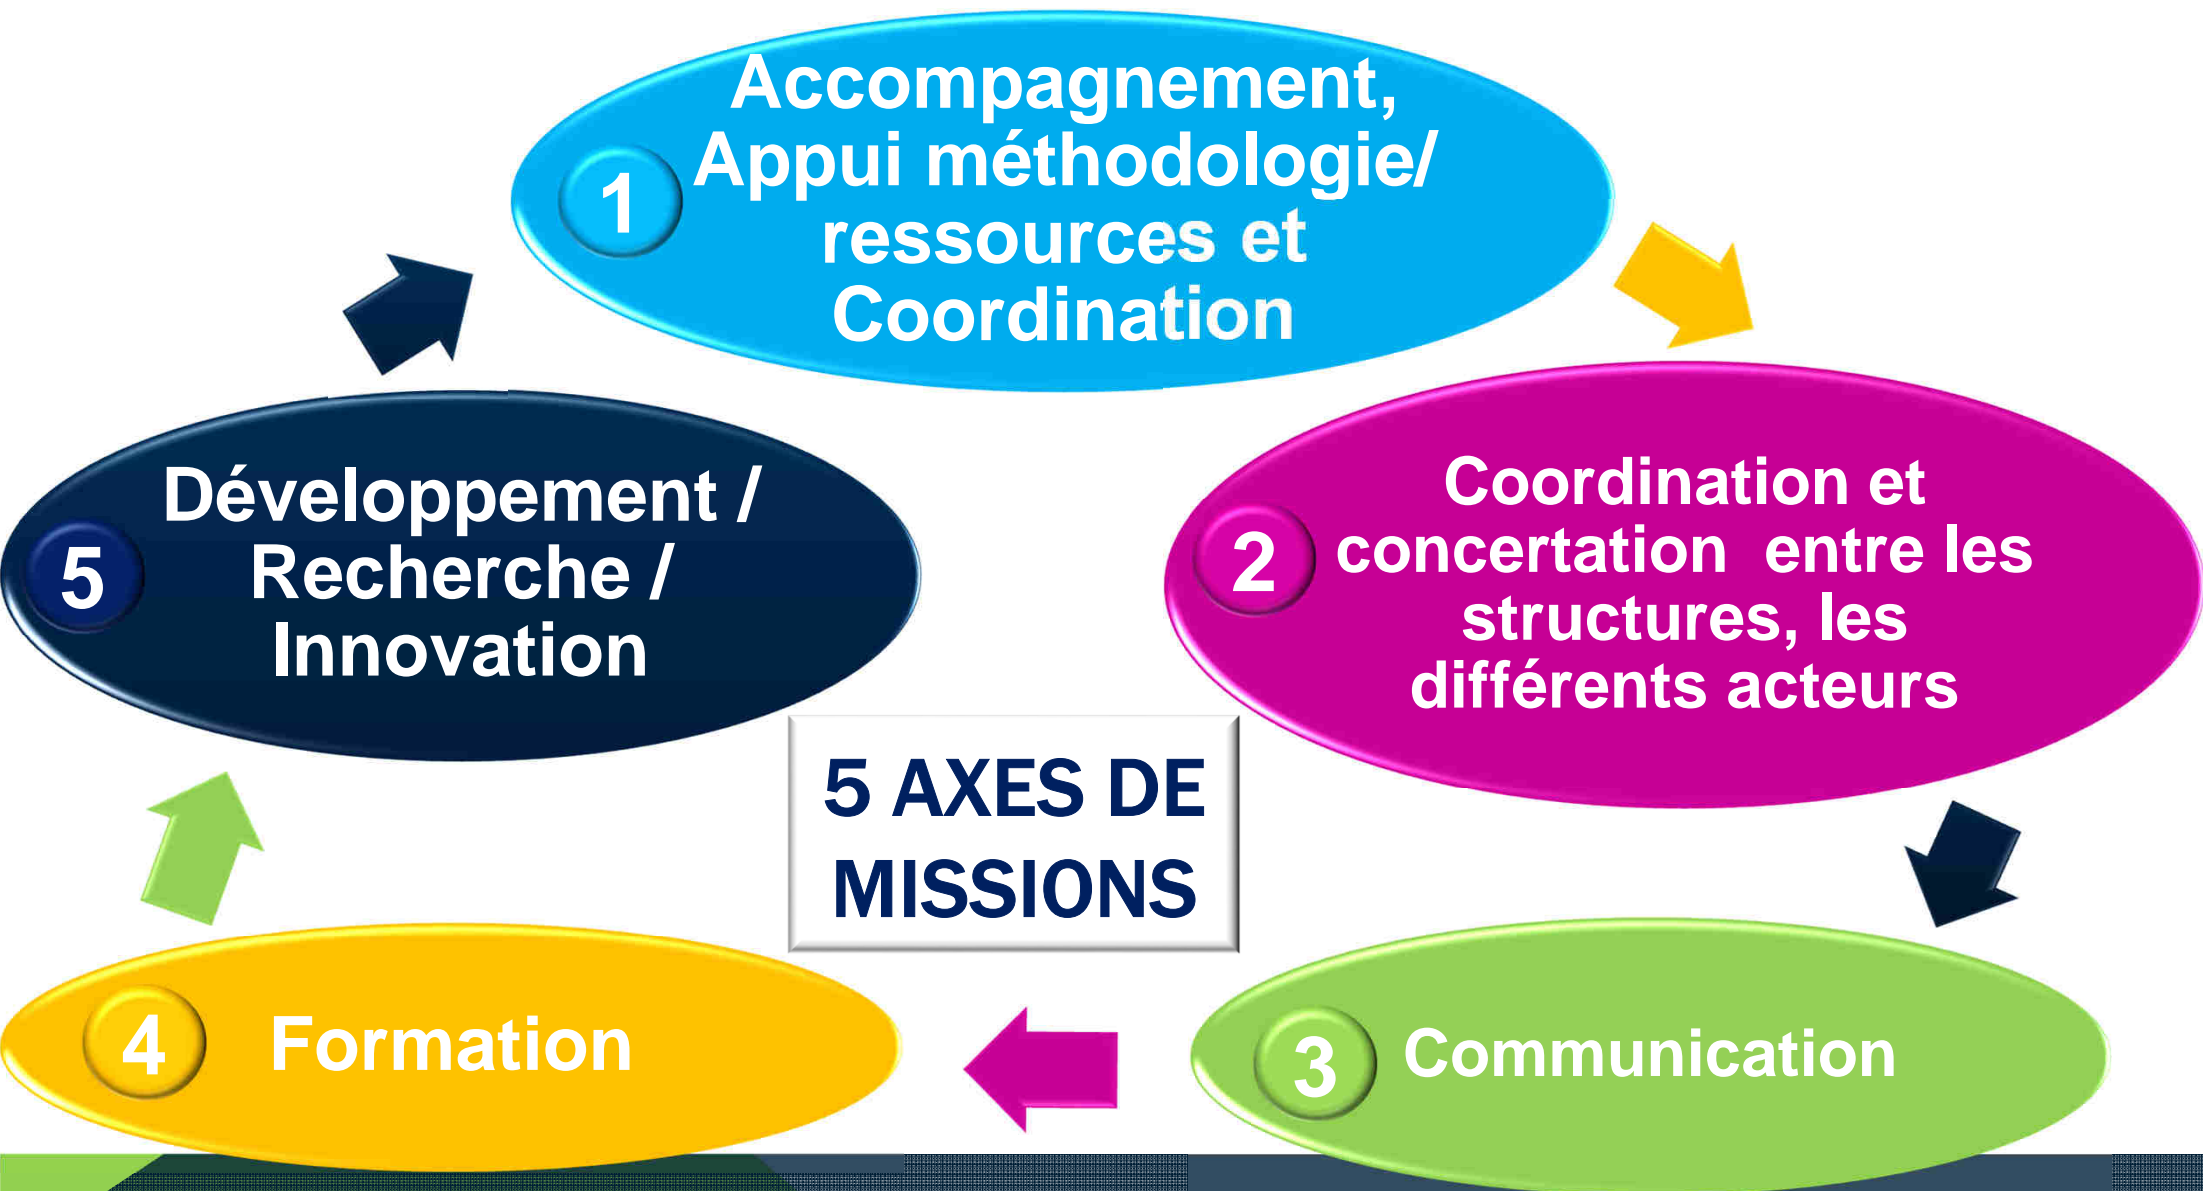 1
Accompagnement,
Appui méthodologie/
ressources et
Coordination
2
Coordination et
concertation  entre les
structures, les
différents acteurs
3
Communication
4
Formation
5
Développement /
Recherche /
Innovation
5 AXES DE
MISSIONS